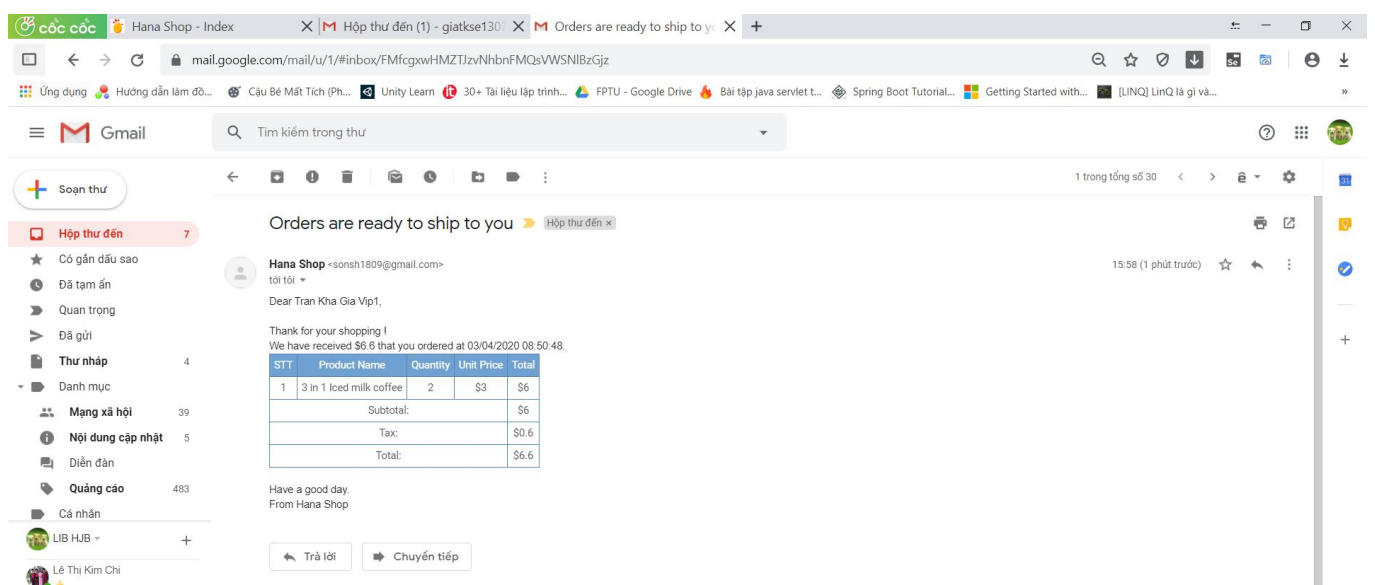 cốc cốc Hana Shop - Index Hộp thư đến (1) - giatkse130 Orders are ready to ship to yo
mail.google.com/mail/u/1/#inbox/FMfcgxwHMZTJzvNhbnFMQsVWSNlBzGjz
Ứng dụng Hướng dẫn làm đồ... Cậu Bé Mất Tích (Ph... Unity Learn 30+ Tài liệu lập trình... FPTU - Google Drive Bài tập java servlet t... Spring Boot Tutorial... Getting Started with... [LINQ] LinQ là gì và... »
Gmail Tìm kiếm trong thư
Soạn thư
1 trong tổng số 30
Hộp thư đến 7
Có gắn dấu sao
Đã tạm ẩn
Quan trọng
Đã gửi
Thư nháp 4
Danh mục
Mạng xã hội 39
Nội dung cập nhật 5
Diễn đàn
Quảng cáo 483
Cá nhân
LIB HJB
Lê Thị Kim Chi
Orders are ready to ship to you Hộp thư đến ×
Hana Shop <sonsh1809@gmail.com> 15:58 (1 phút trước)
tới tôi
Dear Tran Kha Gia Vip1,
Thank for your shopping !
We have received $6.6 that you ordered at 03/04/2020 08:50:48.
STT Product Name Quantity Unit Price Total
1 3 in 1 Iced milk coffee 2 $3 $6
Subtotal: $6
Tax: $0.6
Total: $6.6
Have a good day.
From Hana Shop
Trả lời Chuyển tiếp